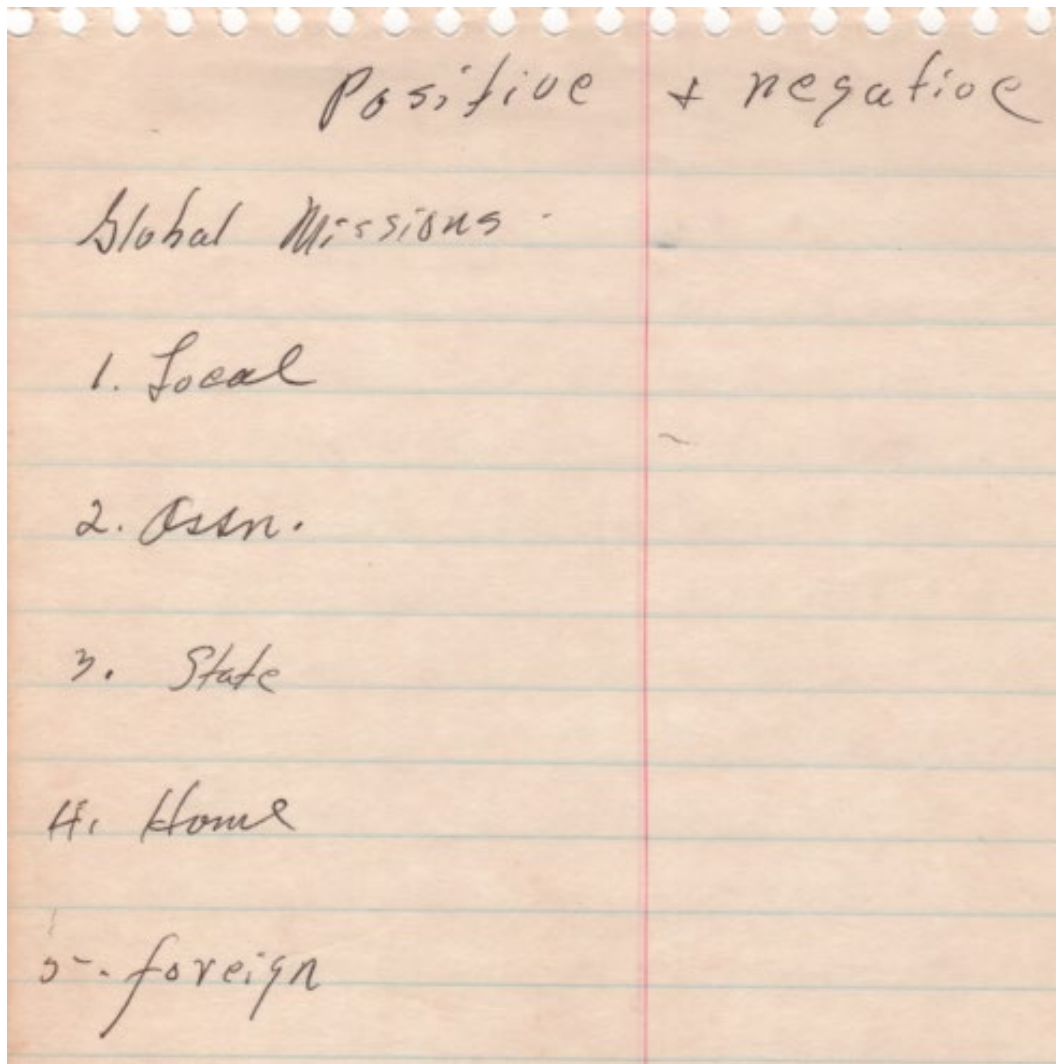 Positive + negative
Global Missions -
1. Local
2. Assn.
3. State
4. Home
5-. foreign